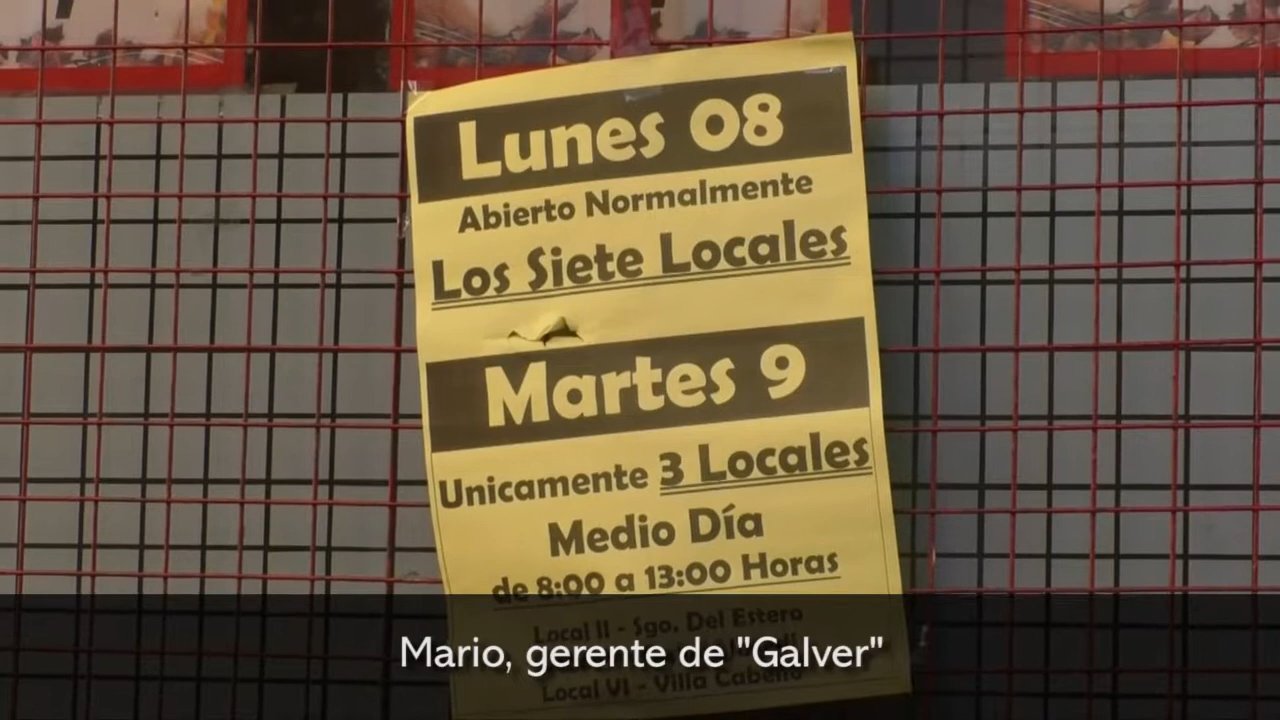 Lunes 08
Abierto Normalmente
Los Siete Locales
Martes 9
Unicamente 3 Locales
Medio Día
de 8:00 a 13:00 Horas
Local II - Sgo. Del Estero
Mario, gerente de "Galver"
Local VI - Villa Cabello